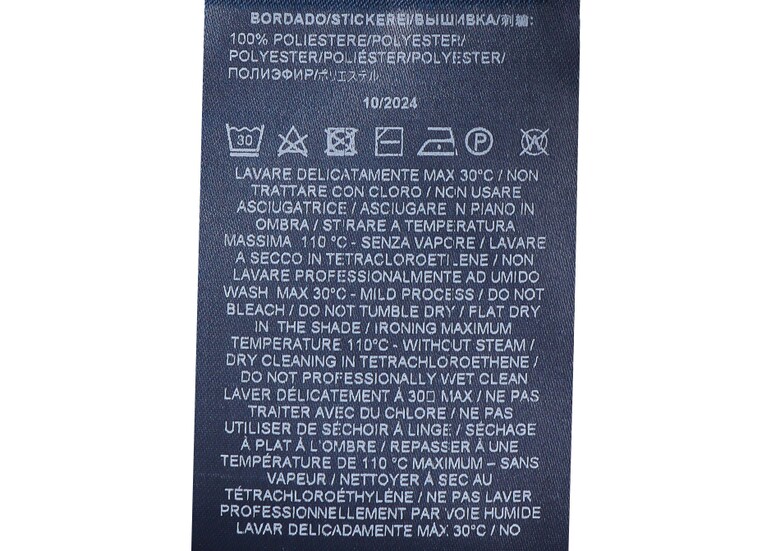 BORDADO/STICKEREI/ВЫШИВКА/刺繍:
100% POLIESTERE/POLYESTER/
POLYESTER/POLIÉSTER/POLYESTER/
ПОЛИЭФИР/ポリエステル
10/2024
30 P W
LAVARE DELICATAMENTE MAX 30°C / NON
TRATTARE CON CLORO / NON USARE
ASCIUGATRICE / ASCIUGARE IN PIANO IN
OMBRA / STIRARE A TEMPERATURA
MASSIMA 110 °C - SENZA VAPORE / LAVARE
A SECCO IN TETRACLOROETILENE / NON
LAVARE PROFESSIONALMENTE AD UMIDO
WASH MAX 30°C - MILD PROCESS / DO NOT
BLEACH / DO NOT TUMBLE DRY / FLAT DRY
IN THE SHADE / IRONING MAXIMUM
TEMPERATURE 110°C - WITHOUT STEAM /
DRY CLEANING IN TETRACHLOROETHENE /
DO NOT PROFESSIONALLY WET CLEAN
LAVER DÉLICATEMENT À 30▯ MAX / NE PAS
TRAITER AVEC DU CHLORE / NE PAS
UTILISER DE SÉCHOIR À LINGE / SÉCHAGE
À PLAT À L'OMBRE / REPASSER À UNE
TEMPÉRATURE DE 110 °C MAXIMUM – SANS
VAPEUR / NETTOYER À SEC AU
TÉTRACHLOROÉTHYLÈNE / NE PAS LAVER
PROFESSIONNELLEMENT PAR VOIE HUMIDE
LAVAR DELICADAMENTE MÁX 30°C / NO